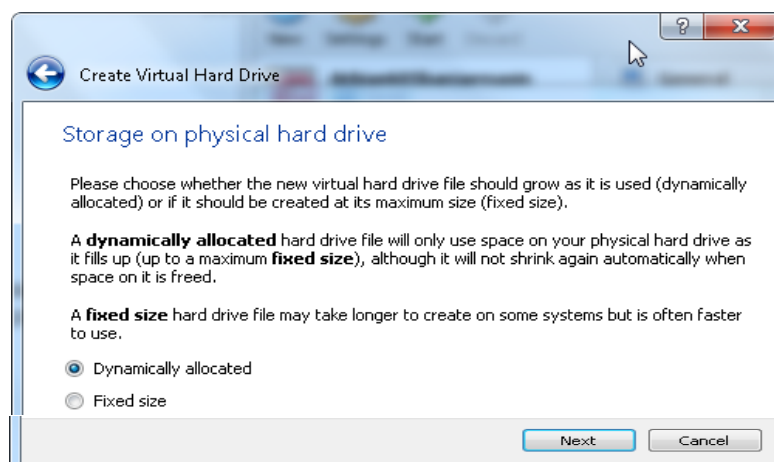 Create Virtual Hard Drive
Storage on physical hard drive
Please choose whether the new virtual hard drive file should grow as it is used (dynamically
allocated) or if it should be created at its maximum size (fixed size).
A dynamically allocated hard drive file will only use space on your physical hard drive as
it fills up (up to a maximum fixed size), although it will not shrink again automatically when
space on it is freed.
A fixed size hard drive file may take longer to create on some systems but is often faster
to use.
Dynamically allocated
Fixed size
Next Cancel